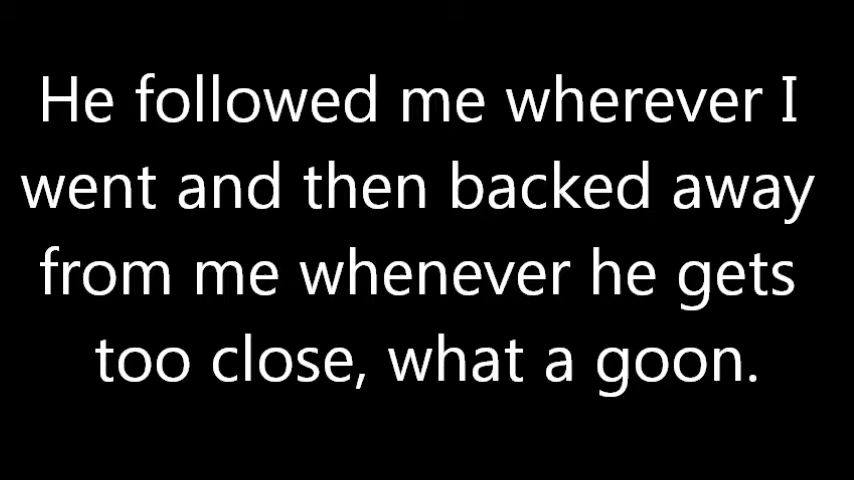 He followed me wherever I
went and then backed away
from me whenever he gets
too close, what a goon.